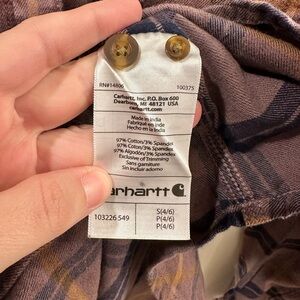 RN#14806 100375
Carhartt, Inc, P.O. Box 600
Dearborn, MI 48121 USA
carhartt.com
Made in India
Fabriqué en Inde
Hecho en la India
97% Cotton/3% Spandex
97% Coton/3% Spandex
97% Algodón/3% Spandex
Exclusive of Trimming
Sans garniture
Sin incluir adorno
arhartt
103226 549
S(4/6)
P(4/6)
P(4/6)